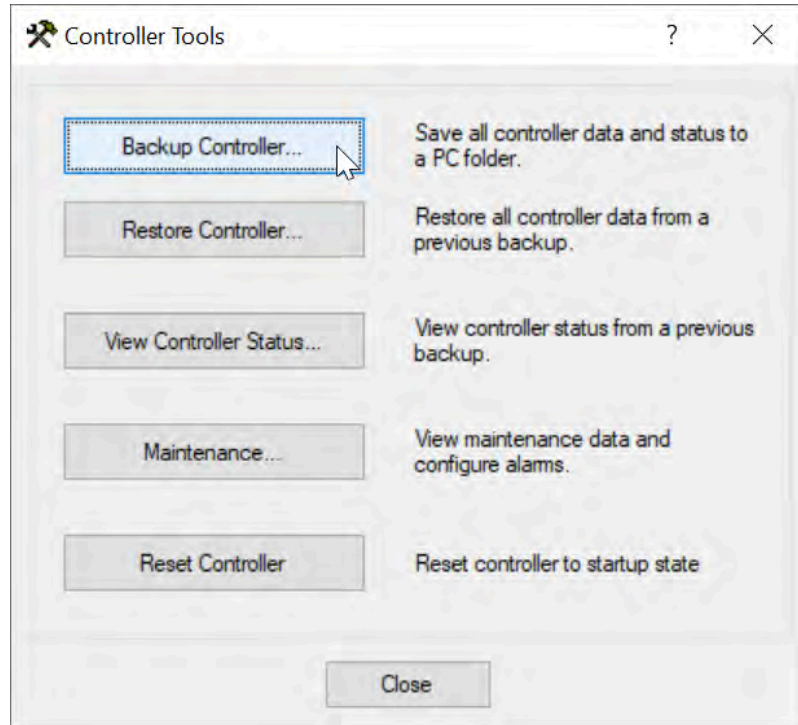 Controller Tools
?
Backup Controller...
Save all controller data and status to
a PC folder.
Restore Controller...
Restore all controller data from a
previous backup.
View Controller Status...
View controller status from a previous
backup.
Maintenance...
View maintenance data and
configure alarms.
Reset Controller
Reset controller to startup state
Close